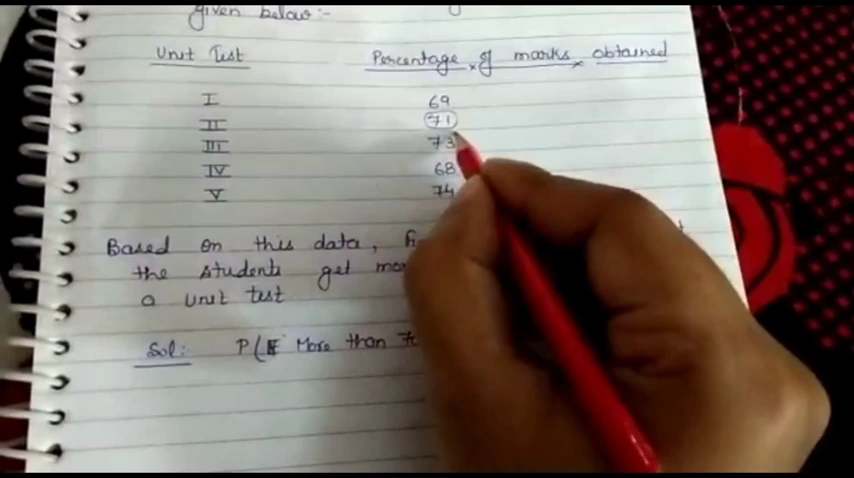 given below:-
Unit Test Percentage of marks obtained
I 69
II 71
III 73
IV 68
V 74
Based on this data,
the students get
a unit test
Sol: P( More than